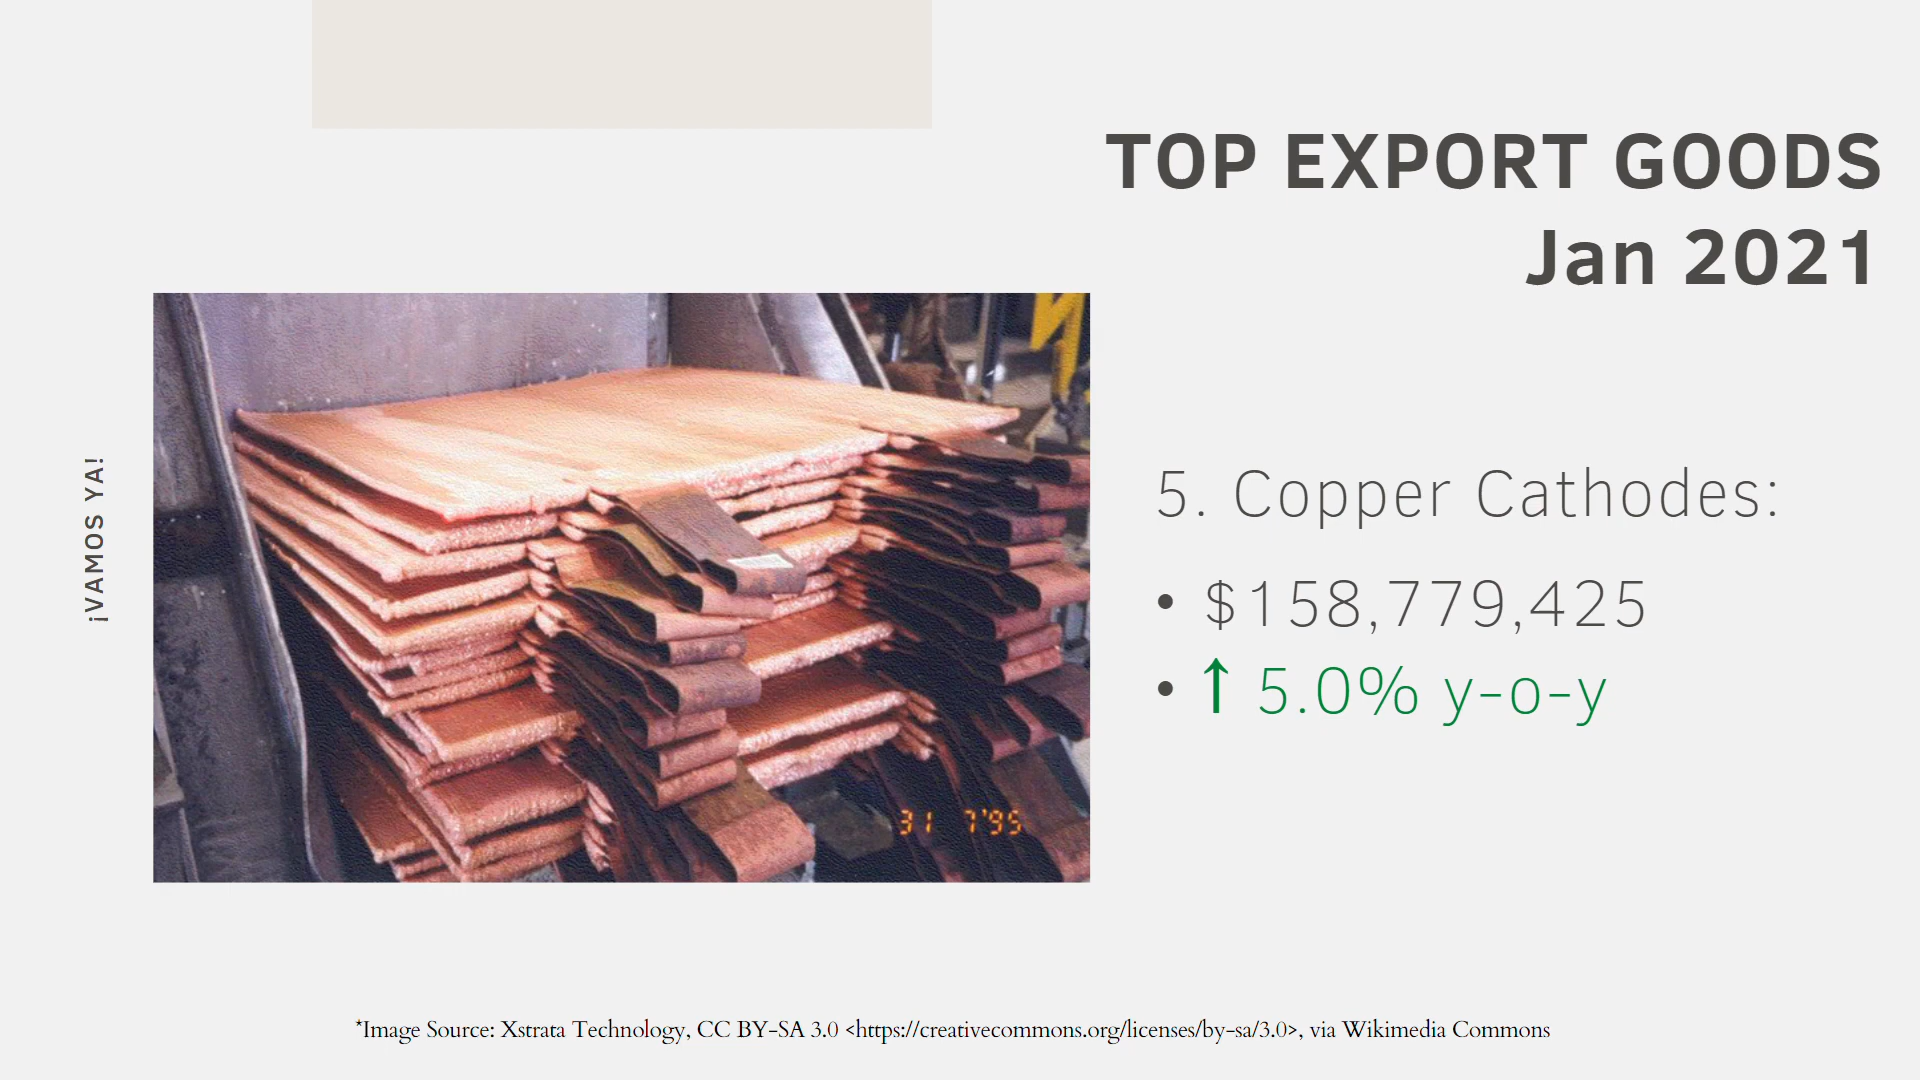 TOP EXPORT GOODS
Jan 2021
¡VAMOS YA!
5. Copper Cathodes:
• $158,779,425
• ↑ 5.0% y-o-y
31 7'95
*Image Source: Xstrata Technology, CC BY-SA 3.0 <https://creativecommons.org/licenses/by-sa/3.0>, via Wikimedia Commons